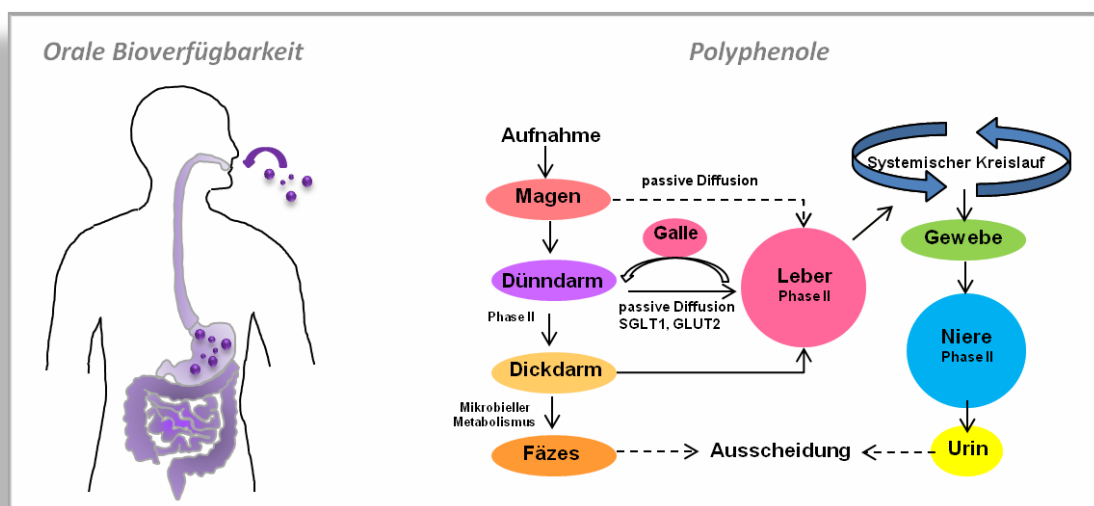 Orale Bioverfügbarkeit
Polyphenole
Aufnahme
Systemischer Kreislauf
passive Diffusion
Magen
Galle
Gewebe
Dünndarm
Leber
Phase II
passive Diffusion
SGLT1, GLUT2
Phase II
Niere
Phase II
Dickdarm
Mikrobieller
Metabolismus
Fäzes
Ausscheidung
Urin